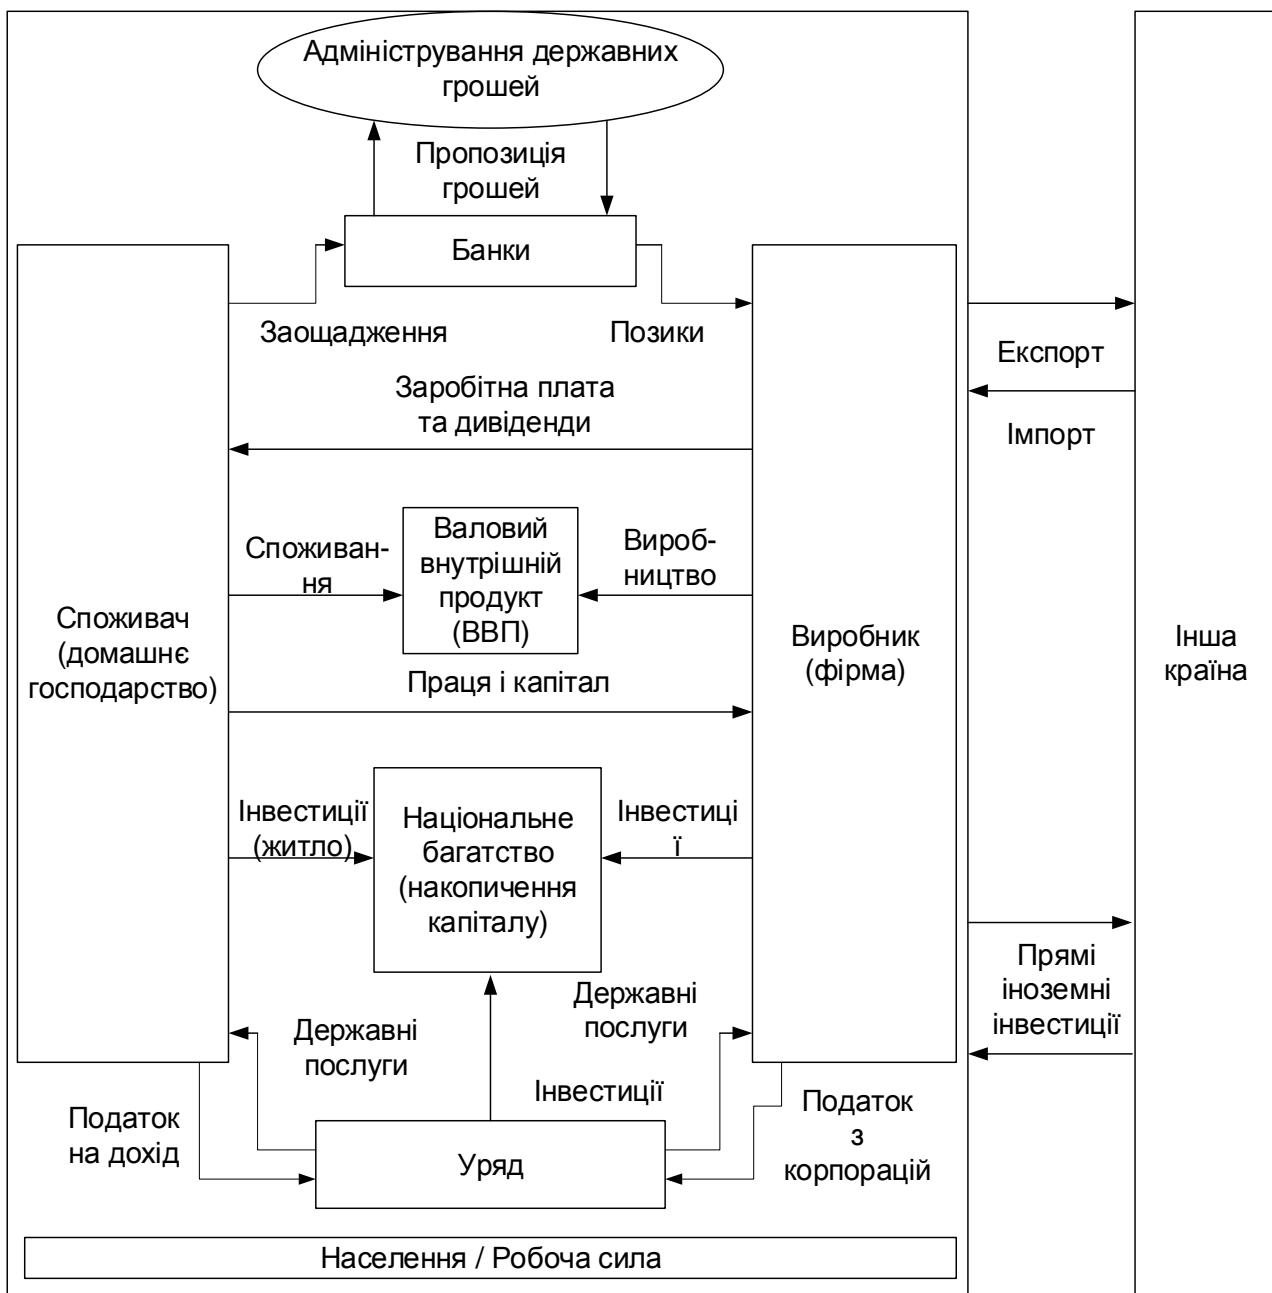 Адміністрування державних
грошей
Пропозиція
грошей
Банки
Заощадження
Позики
Експорт
Заробітна плата
та дивіденди
Імпорт
Споживан-
ня
Валовий
внутрішній
продукт
(ВВП)
Вироб-
ництво
Споживач
(домашнє
господарство)
Виробник
(фірма)
Інша
країна
Праця і капітал
Інвестиції
(житло)
Національне
багатство
(накопичення
капіталу)
Інвестиці
ї
Прямі
іноземні
інвестиції
Державні
послуги
Державні
послуги
Інвестиції
Податок
на дохід
Уряд
Податок
з
корпорацій
Населення / Робоча сила